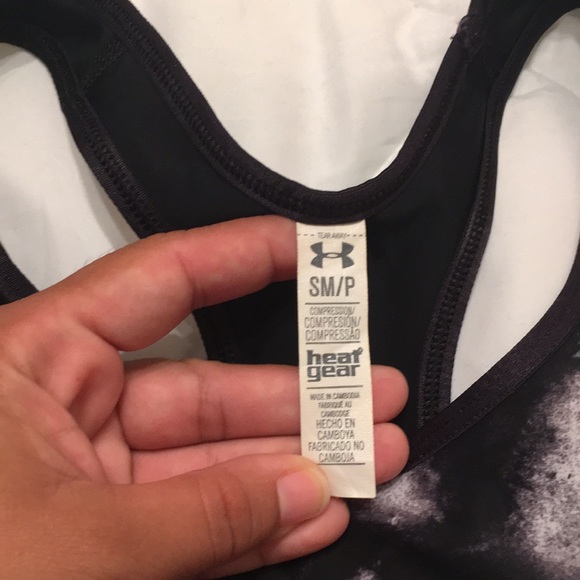 TEAR AWAY
SM/P
COMPRESSION/
COMPRESIÓN/
COMPRESSÃO
heat
gear
MADE IN CAMBODIA
FABRIQUÉ AU
CAMBODGE
HECHO EN
CAMBOYA
FABRICADO NO
CAMBOJA